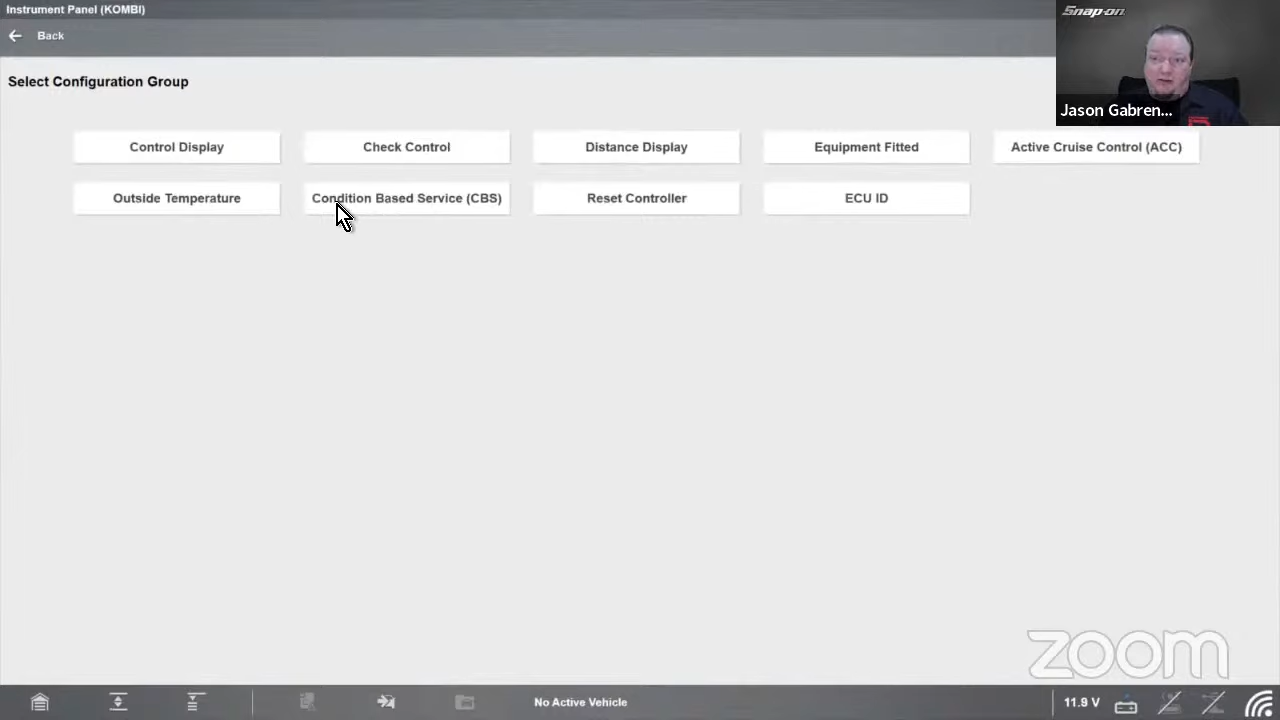 Instrument Panel (KOMBI)
Back
Snap-on
Jason Gabren...
Select Configuration Group
Control Display
Check Control
Distance Display
Equipment Fitted
Active Cruise Control (ACC)
Outside Temperature
Condition Based Service (CBS)
Reset Controller
ECU ID
zoom
No Active Vehicle
11.9 V